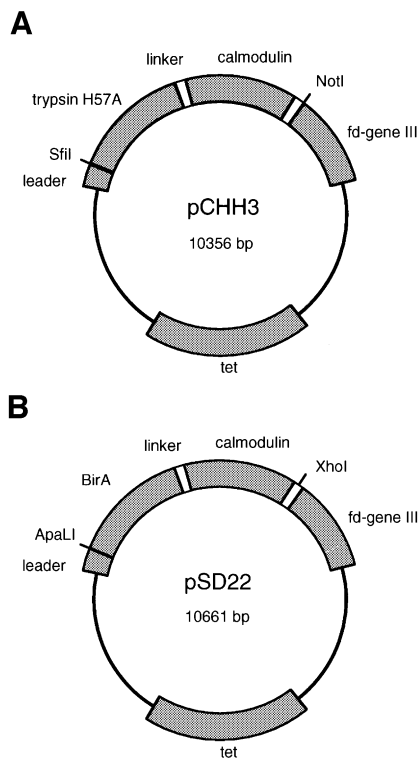 A
linker
calmodulin
NotI
trypsin H57A
fd-gene III
SfiI
leader
pCHH3
10356 bp
tet
B
linker
calmodulin
XhoI
BirA
fd-gene III
ApaLI
leader
pSD22
10661 bp
tet